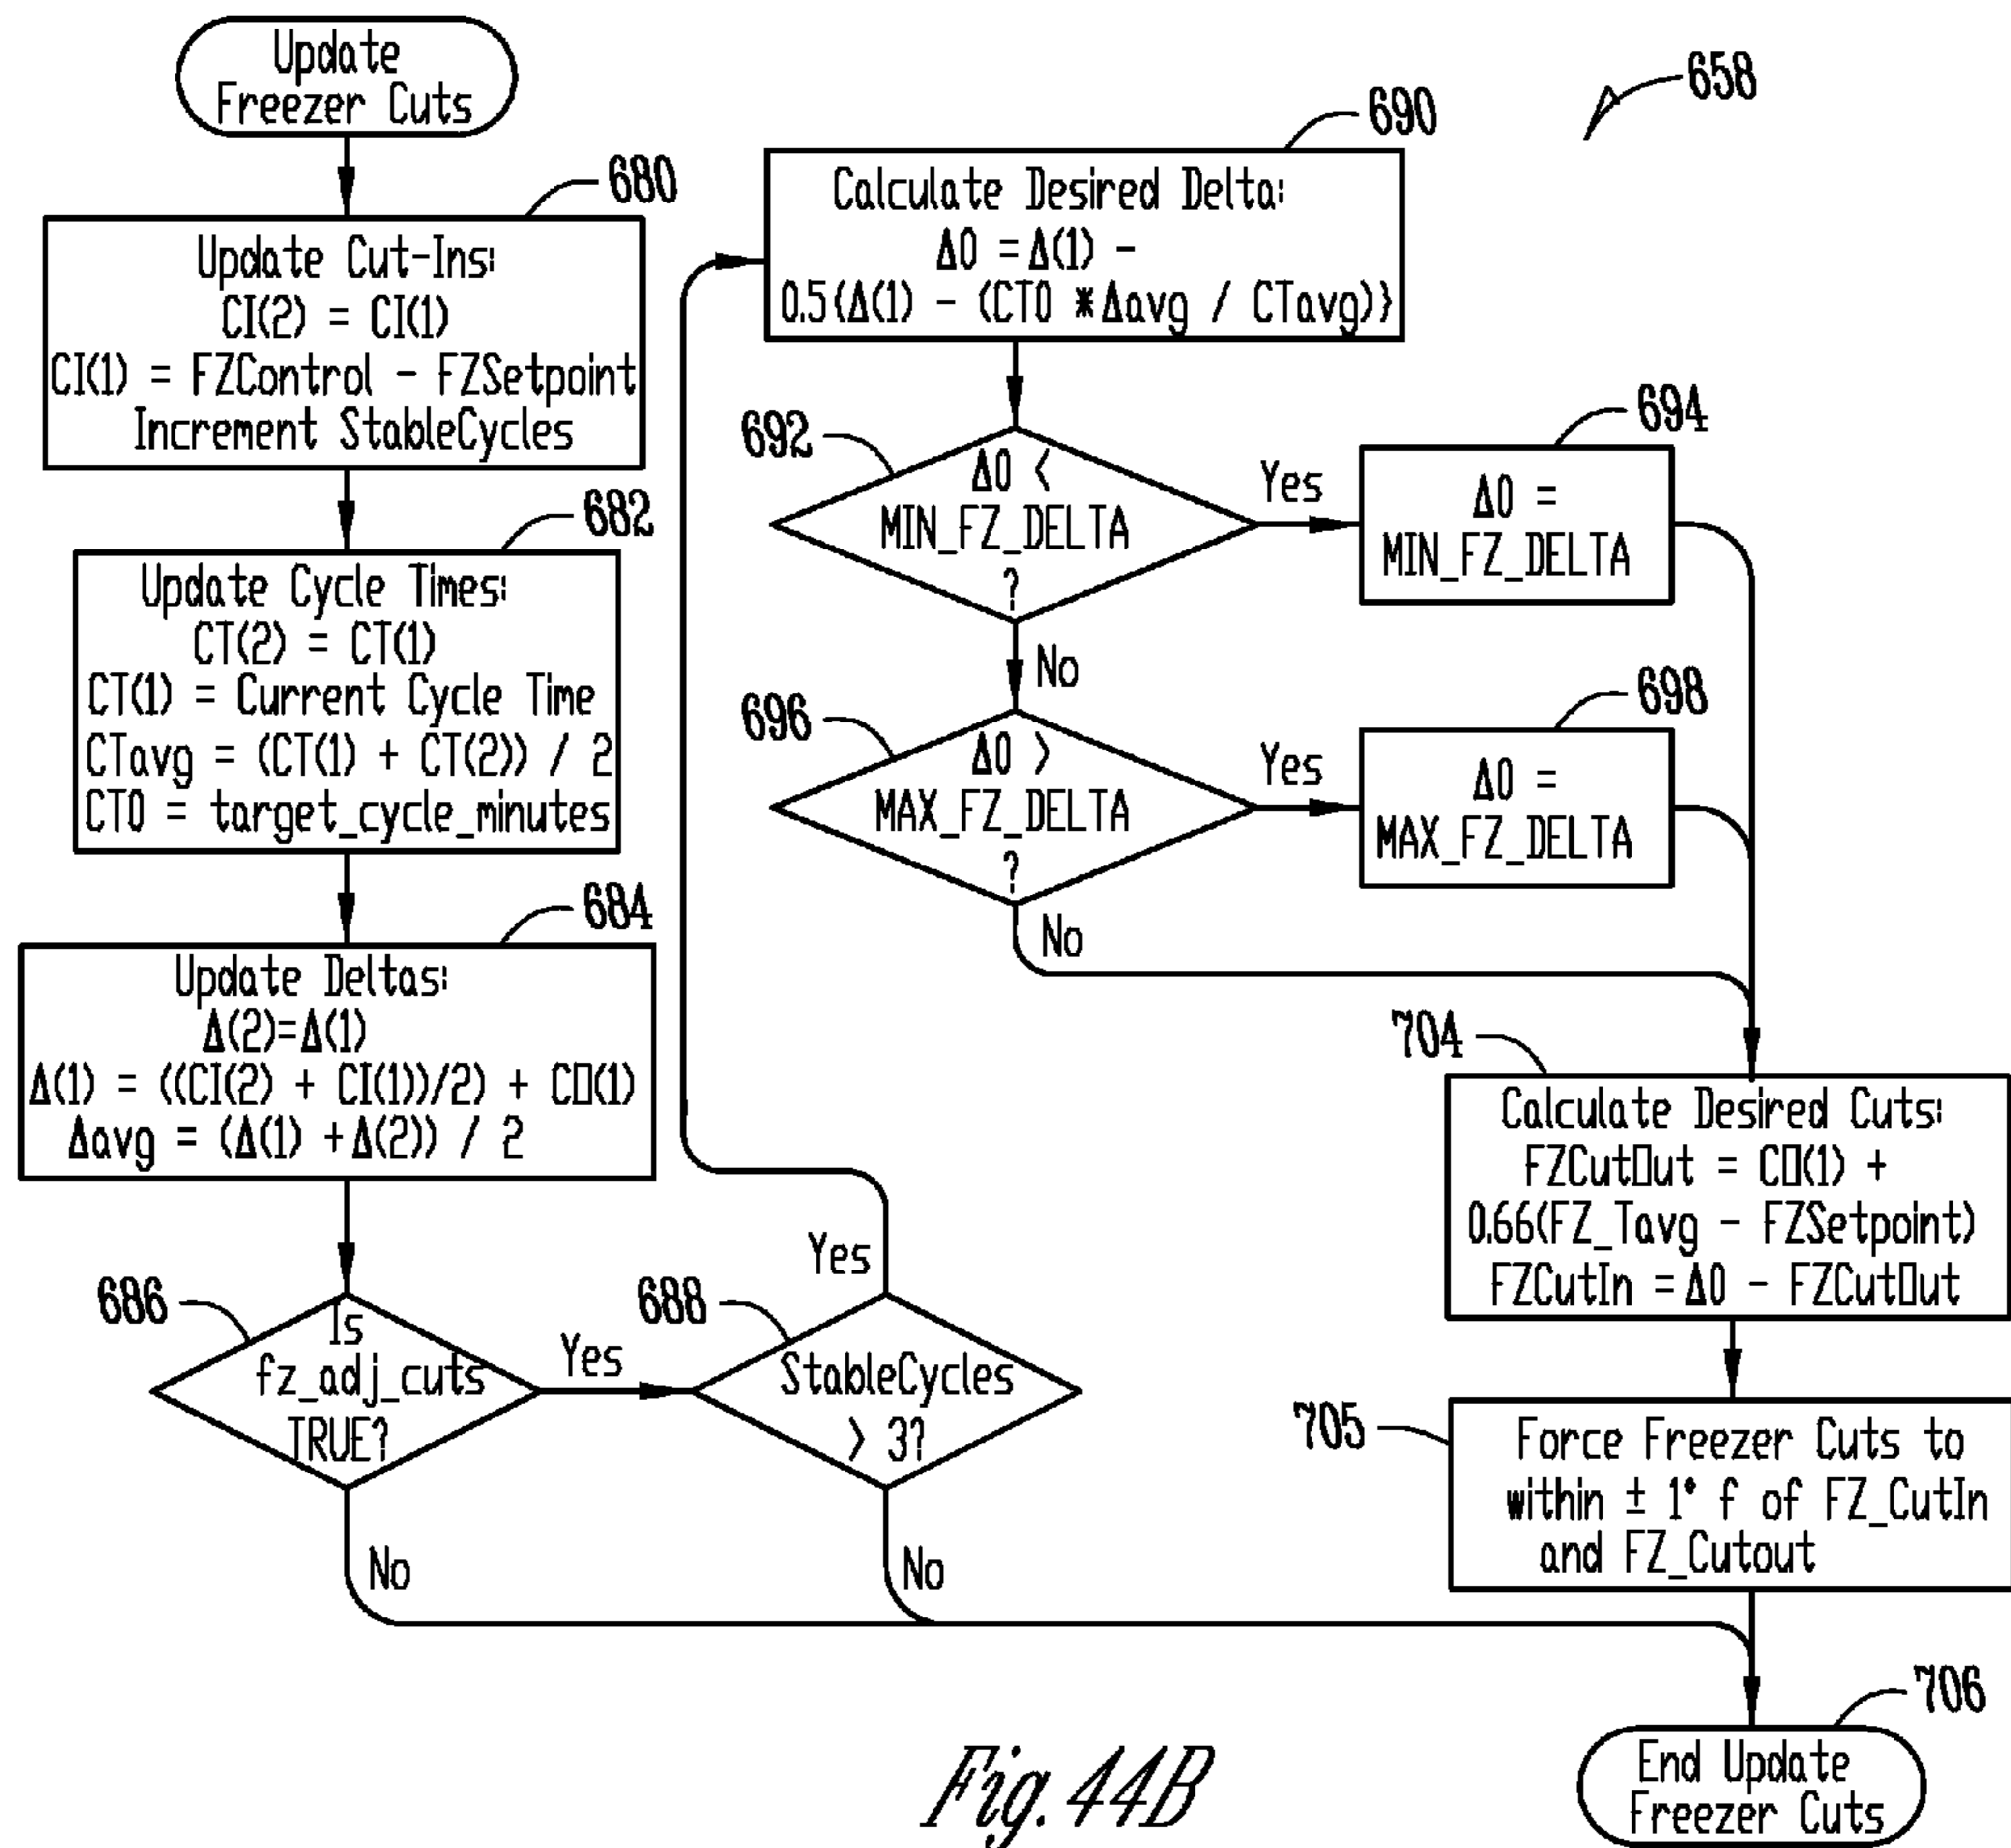 Update
Freezer Cuts
680
Update Cut-Ins:
CI(2) = CI(1)
CI(1) = FZControl - FZSetpoint
Increment StableCycles
682
Update Cycle Times:
CT(2) = CT(1)
CT(1) = Current Cycle Time
CTavg = (CT(1) + CT(2)) / 2
CT0 = target_cycle_minutes
684
Update Deltas:
Δ(2)=Δ(1)
Δ(1) = ((CI(2) + CI(1))/2) + CO(1)
Δavg = (Δ(1) +Δ(2)) / 2
686
Is
fz_adj_cuts
TRUE?
Yes
No
688
StableCycles
> 3?
Yes
No
658
690
Calculate Desired Delta:
Δ0 = Δ(1) -
0.5{Δ(1) - (CT0 *Δavg / CTavg)}
692
Δ0 <
MIN_FZ_DELTA
?
Yes
No
694
Δ0 =
MIN_FZ_DELTA
696
Δ0 >
MAX_FZ_DELTA
?
Yes
No
698
Δ0 =
MAX_FZ_DELTA
704
Calculate Desired Cuts:
FZCutOut = CO(1) +
0.66(FZ_Tavg - FZSetpoint)
FZCutIn = Δ0 - FZCutOut
705
Force Freezer Cuts to
within ± 1° f of FZ_CutIn
and FZ_Cutout
706
End Update
Freezer Cuts
Fig. 44B